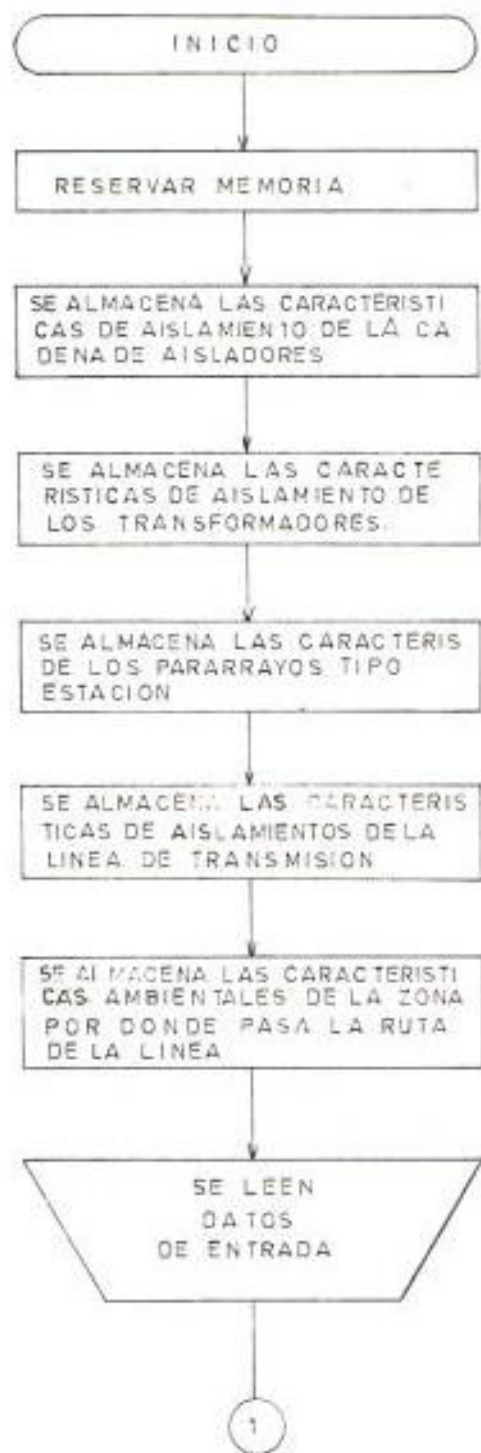 INICIO
RESERVAR MEMORIA
SE ALMACENA LAS CARACTERISTI
CAS DE AISLAMIENTO DE LA CA
DENA DE AISLADORES
SE ALMACENA LAS CARACTE
RISTICAS DE AISLAMIENTO DE
LOS TRANSFORMADORES.
SE ALMACENA LAS CARACTERIS
DE LOS PARARRAYOS TIPO
ESTACION
SE ALMACENA LAS CARACTERIS
TICAS DE AISLAMIENTOS DE LA
LINEA DE TRANSMISION
SE ALMACENA LAS CARACTERISTI
CAS AMBIENTALES DE LA ZONA
POR DONDE PASA LA RUTA
DE LA LINEA
SE LEEN
DATOS
DE ENTRADA
1